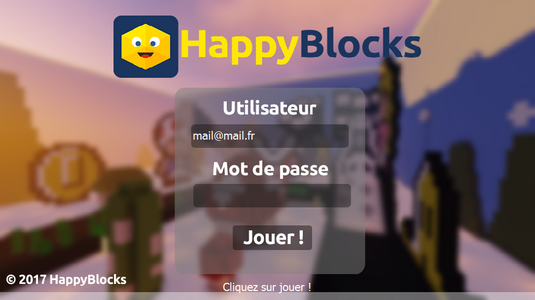 HappyBlocks
Utilisateur
mail@mail.fr
Mot de passe
Jouer !
© 2017 HappyBlocks
Cliquez sur jouer !